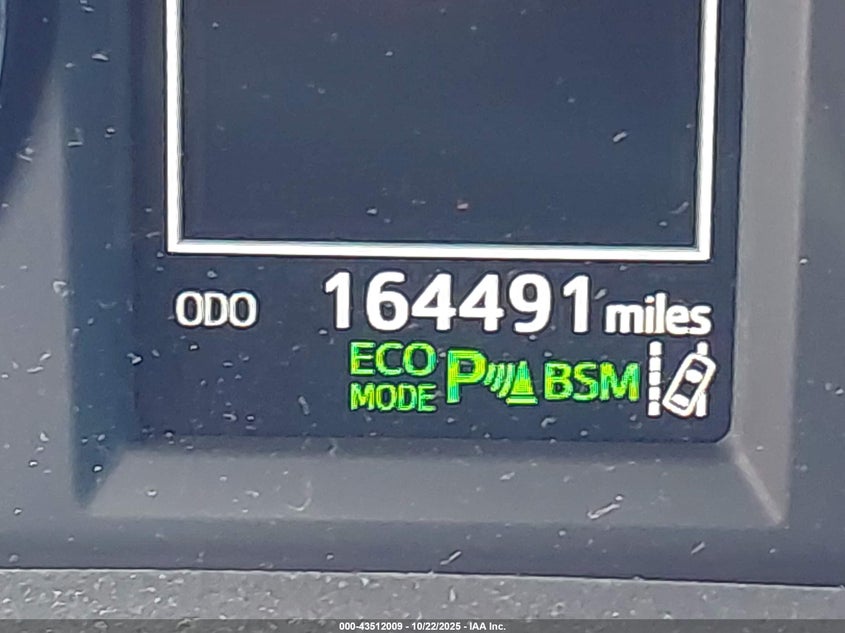 ODO 164491 miles
ECO MODE P BSM
000-43512009 - 10/22/2025 - IAA Inc.